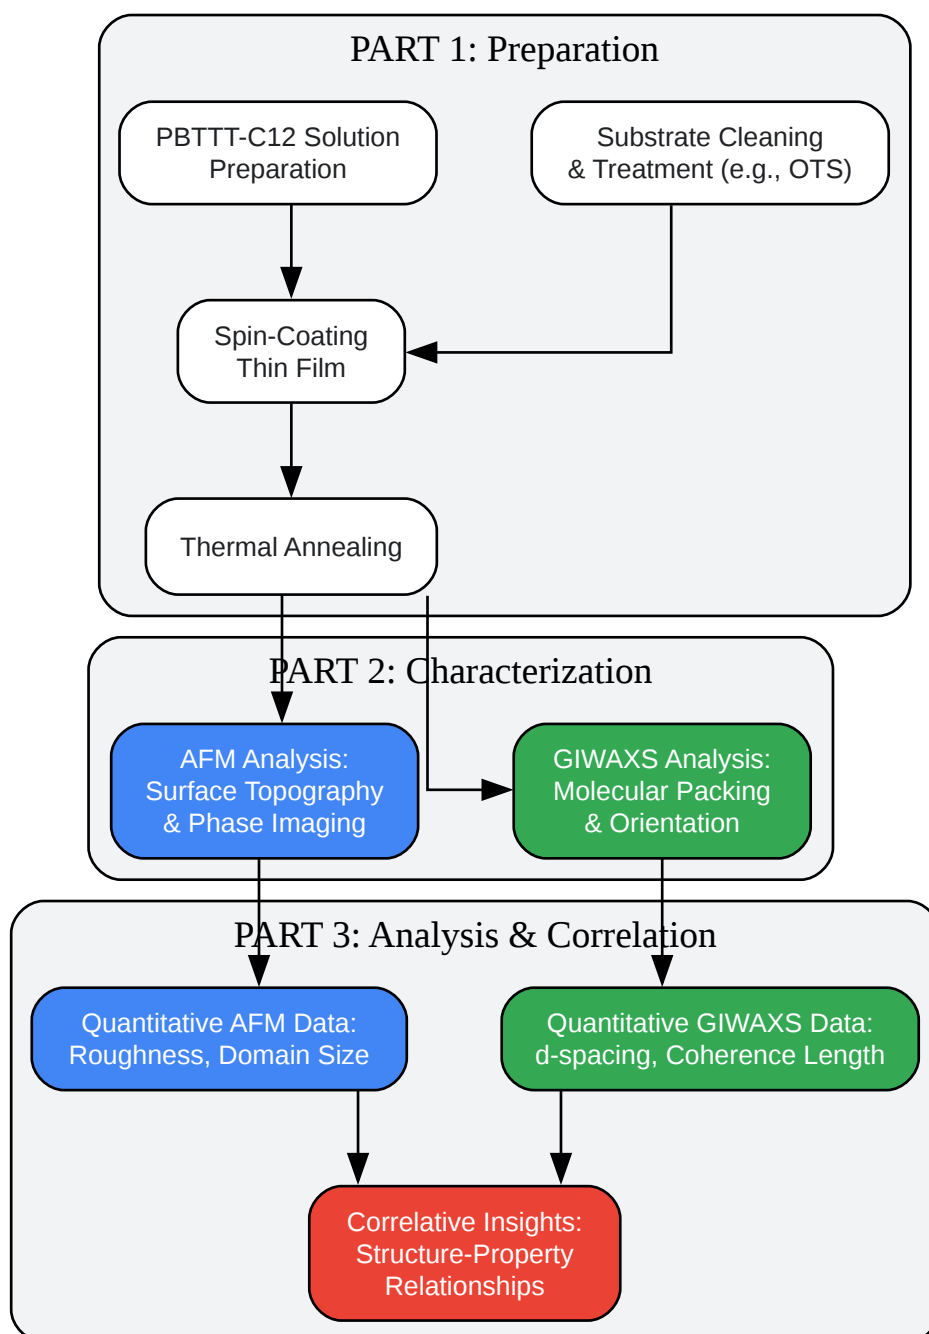 PART 1: Preparation
PBTTT-C12 Solution
Preparation
Substrate Cleaning
& Treatment (e.g., OTS)
Spin-Coating
Thin Film
Thermal Annealing
PART 2: Characterization
AFM Analysis:
Surface Topography
& Phase Imaging
GIWAXS Analysis:
Molecular Packing
& Orientation
PART 3: Analysis & Correlation
Quantitative AFM Data:
Roughness, Domain Size
Quantitative GIWAXS Data:
d-spacing, Coherence Length
Correlative Insights:
Structure-Property
Relationships